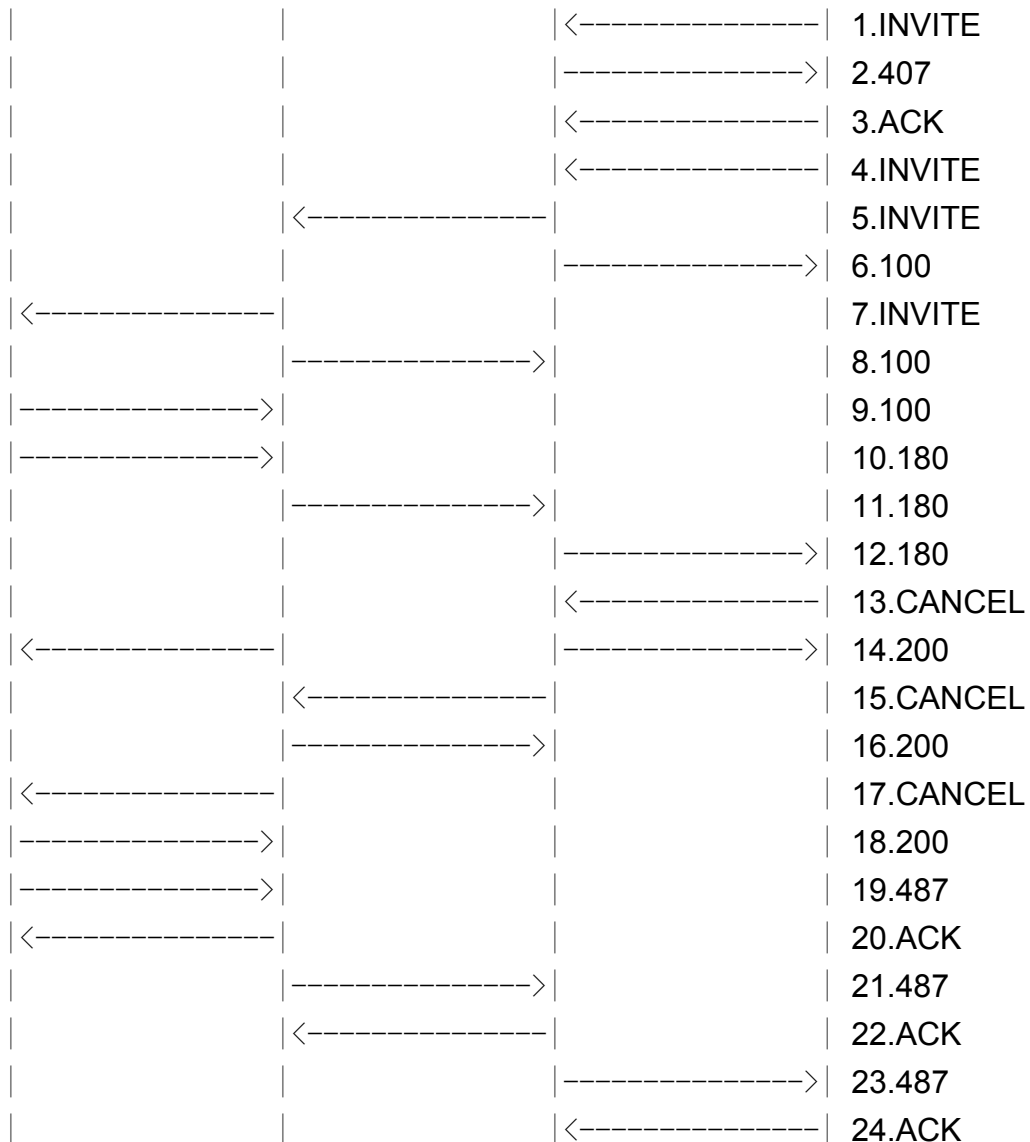 1.INVITE
2.407
3.ACK
4.INVITE
5.INVITE
6.100
7.INVITE
8.100
9.100
10.180
11.180
12.180
13.CANCEL
14.200
15.CANCEL
16.200
17.CANCEL
18.200
19.487
20.ACK
21.487
22.ACK
23.487
24.ACK